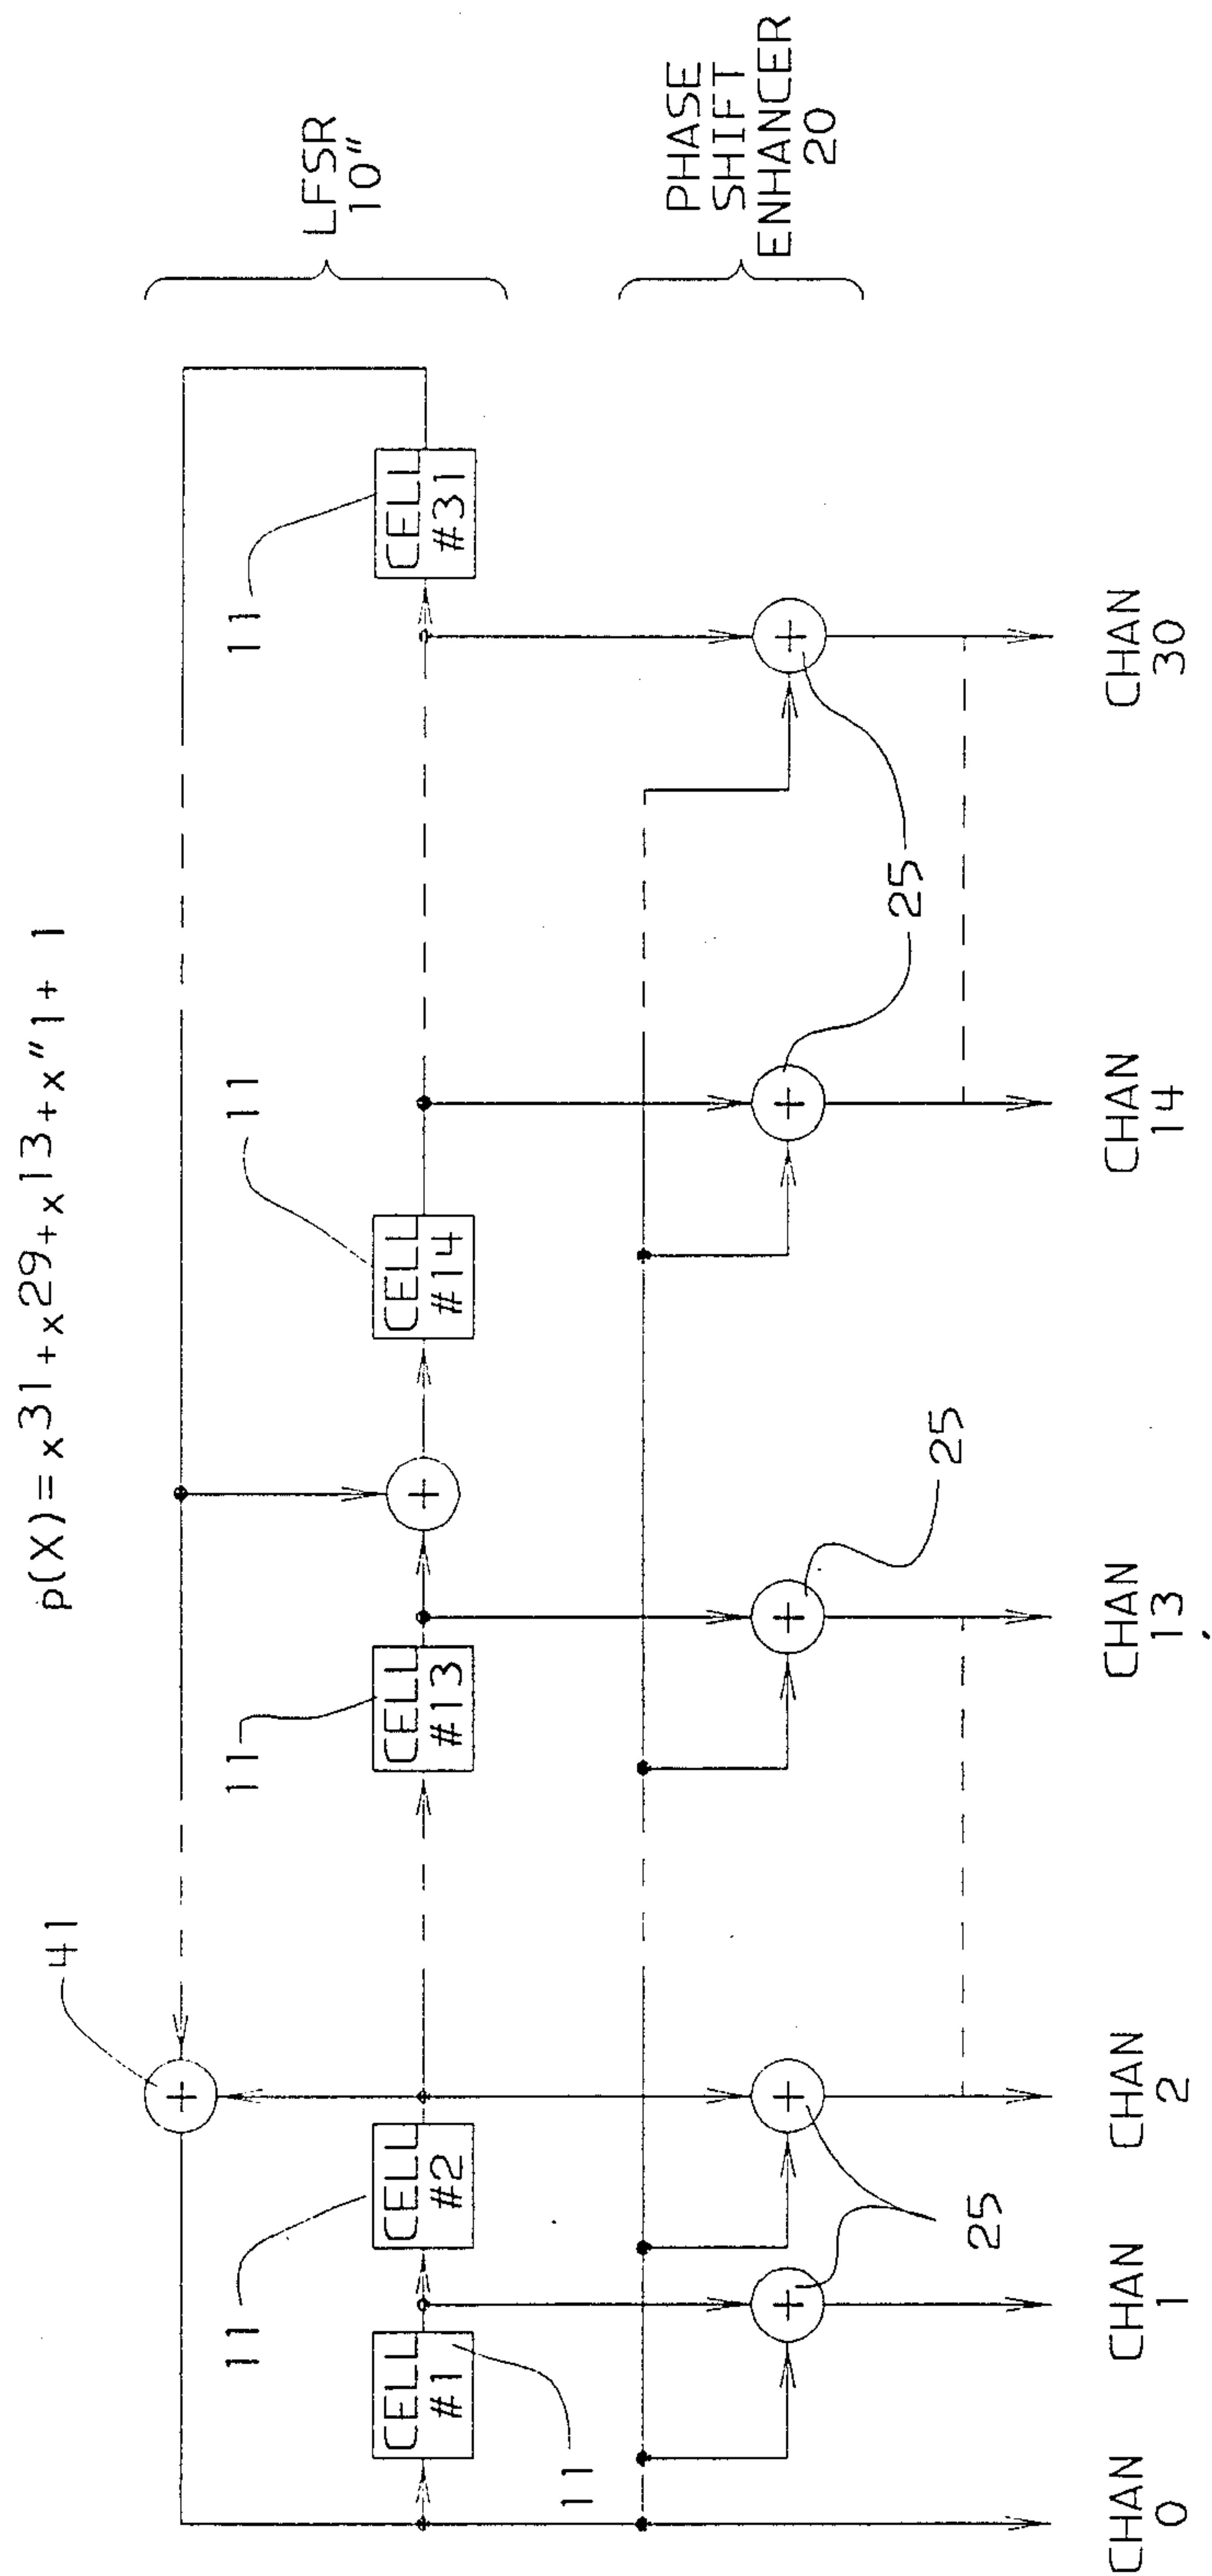 p(X)=x31+x29+x13+x"1+ 1
41
11
11
11
11
LFSR
10"
CELL
#1
CELL
#2
CELL
#13
CELL
#14
CELL
#31
11
PHASE
SHIFT
ENHANCER
20
25
25
25
CHAN
0
CHAN
1
CHAN
2
CHAN
13
CHAN
14
CHAN
30